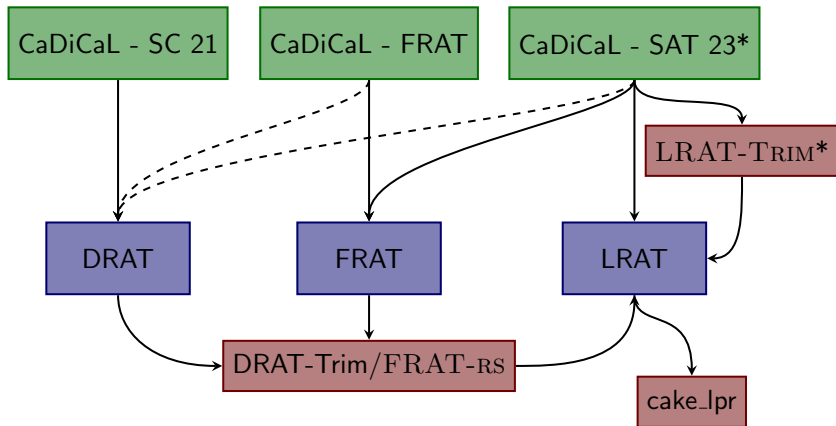 CaDiCaL - SC 21
CaDiCaL - FRAT
CaDiCaL - SAT 23*
LRAT-Trim*
DRAT
FRAT
LRAT
DRAT-Trim/FRAT-rs
cake_lpr